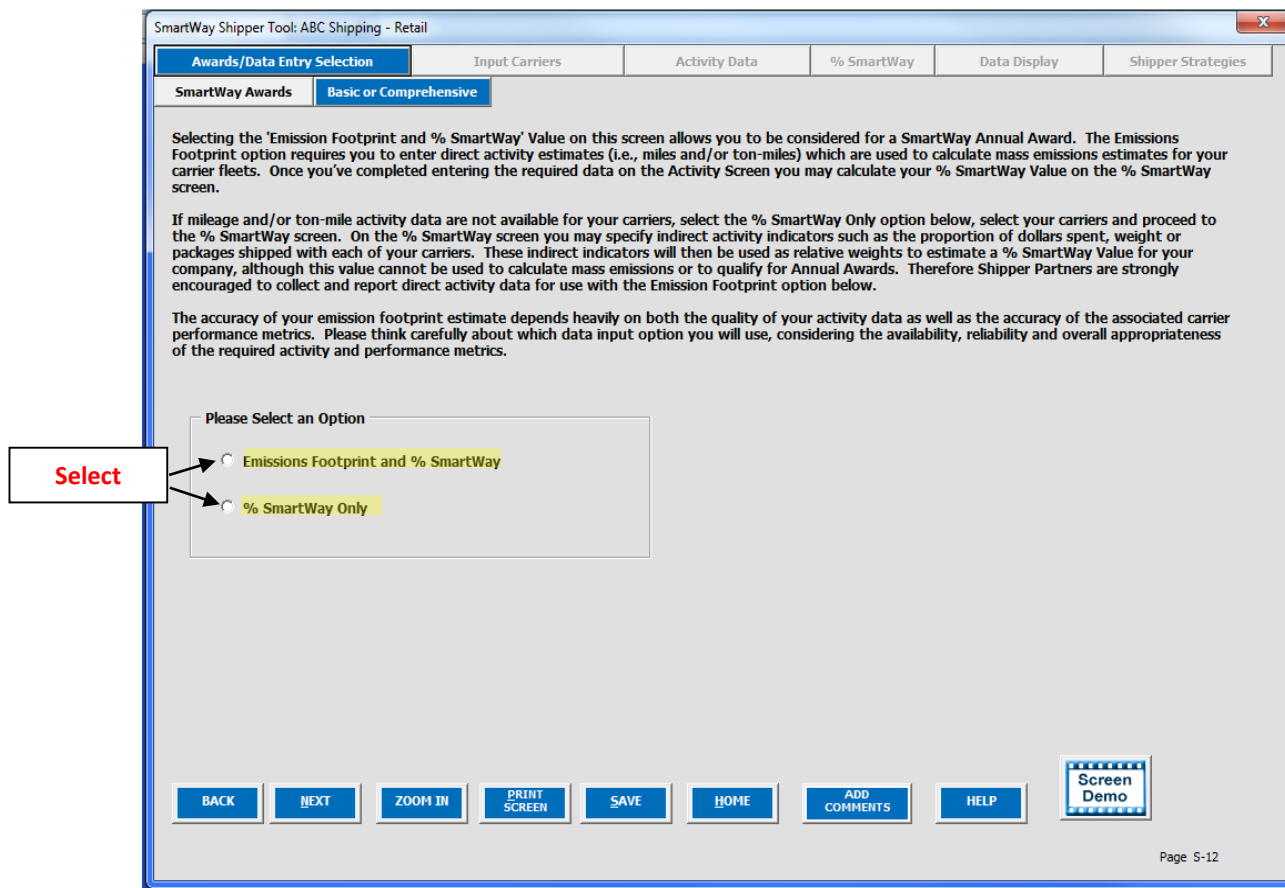 SmartWay Shipper Tool: ABC Shipping - Retail
x
Awards/Data Entry Selection Input Carriers Activity Data % SmartWay Data Display Shipper Strategies
SmartWay Awards Basic or Comprehensive
Selecting the 'Emission Footprint and % SmartWay' Value on this screen allows you to be considered for a SmartWay Annual Award. The Emissions
Footprint option requires you to enter direct activity estimates (i.e., miles and/or ton-miles) which are used to calculate mass emissions estimates for your
carrier fleets. Once you've completed entering the required data on the Activity Screen you may calculate your % SmartWay Value on the % SmartWay
screen.
If mileage and/or ton-mile activity data are not available for your carriers, select the % SmartWay Only option below, select your carriers and proceed to
the % SmartWay screen. On the % SmartWay screen you may specify indirect activity indicators such as the proportion of dollars spent, weight or
packages shipped with each of your carriers. These indirect indicators will then be used as relative weights to estimate a % SmartWay Value for your
company, although this value cannot be used to calculate mass emissions or to qualify for Annual Awards. Therefore Shipper Partners are strongly
encouraged to collect and report direct activity data for use with the Emission Footprint option below.
The accuracy of your emission footprint estimate depends heavily on both the quality of your activity data as well as the accuracy of the associated carrier
performance metrics. Please think carefully about which data input option you will use, considering the availability, reliability and overall appropriateness
of the required activity and performance metrics.
Please Select an Option
Emissions Footprint and % SmartWay
Select
% SmartWay Only
BACK NEXT ZOOM IN PRINT SCREEN SAVE HOME ADD COMMENTS HELP Screen Demo
Page S-12